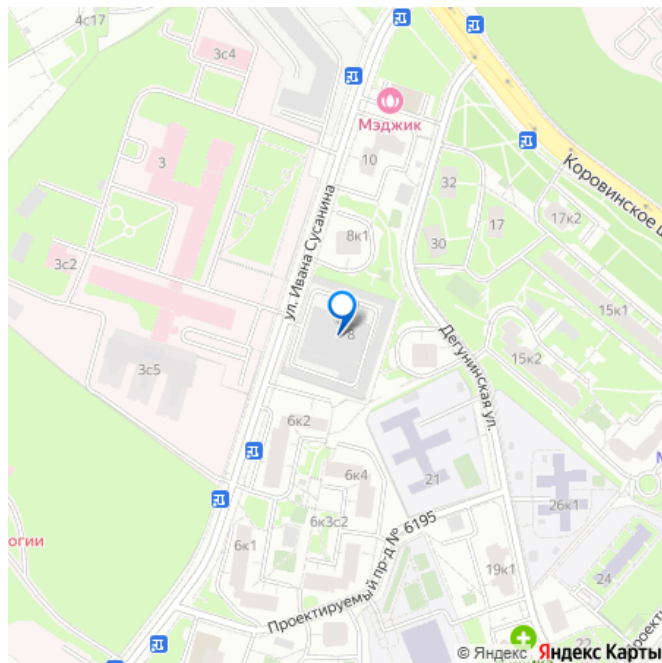 4с17
3с4
Мэджик
3
10
32
17
17к2
Коровинское ш
ул. Ивана Сусанина
8к1
30
3с2
15к1
8
Дегунинская ул.
15к2
3с5
6к2
6к4
21
26к1
6к3с2
огии
6к1
Проектируемый пр-д № 6195
19к1
24
22
© Яндекс Яндекс Карты